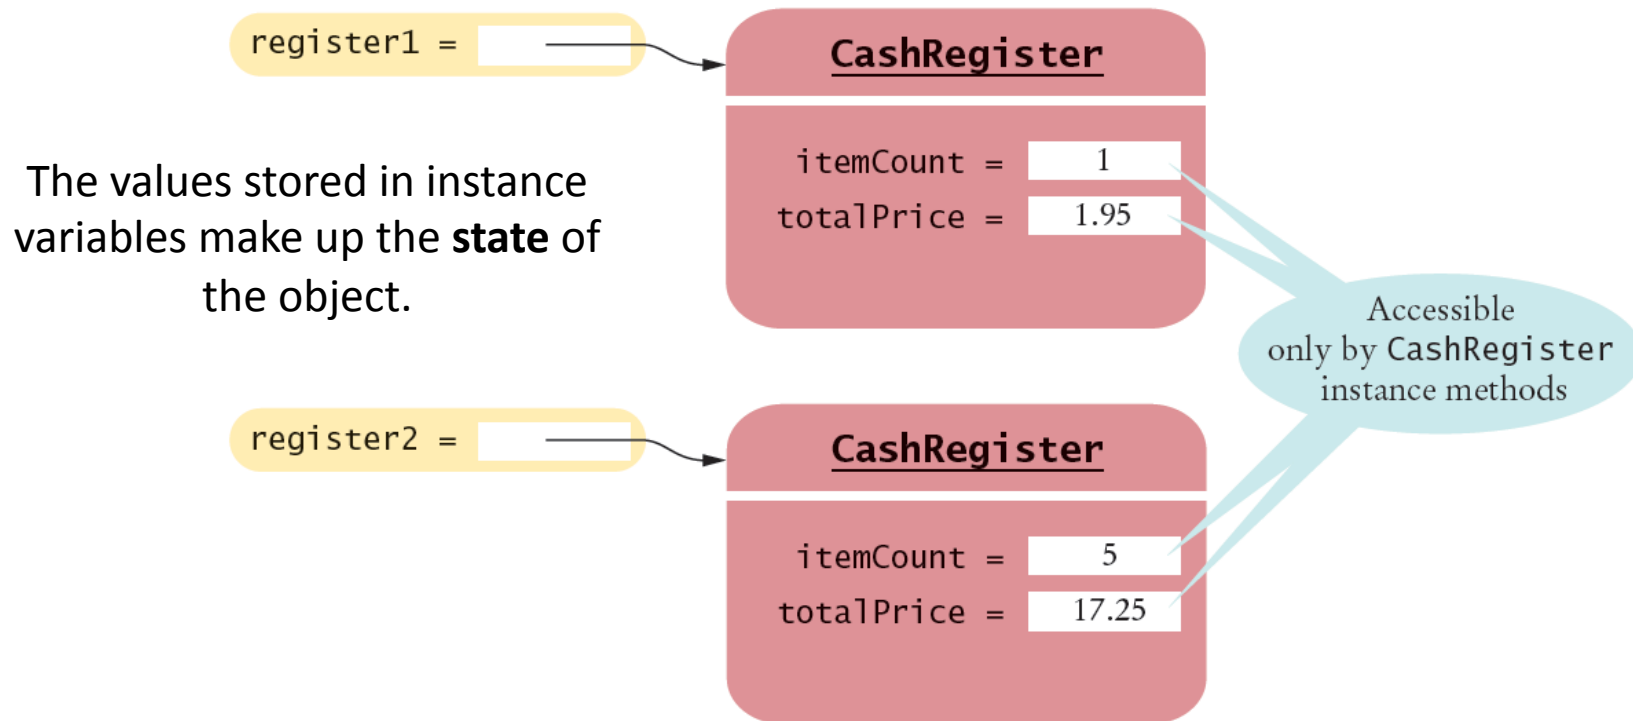 register1 =
CashRegister
itemCount = 1
totalPrice = 1.95
The values stored in instance
variables make up the state of
the object.
Accessible
only by CashRegister
instance methods
register2 =
CashRegister
itemCount = 5
totalPrice = 17.25